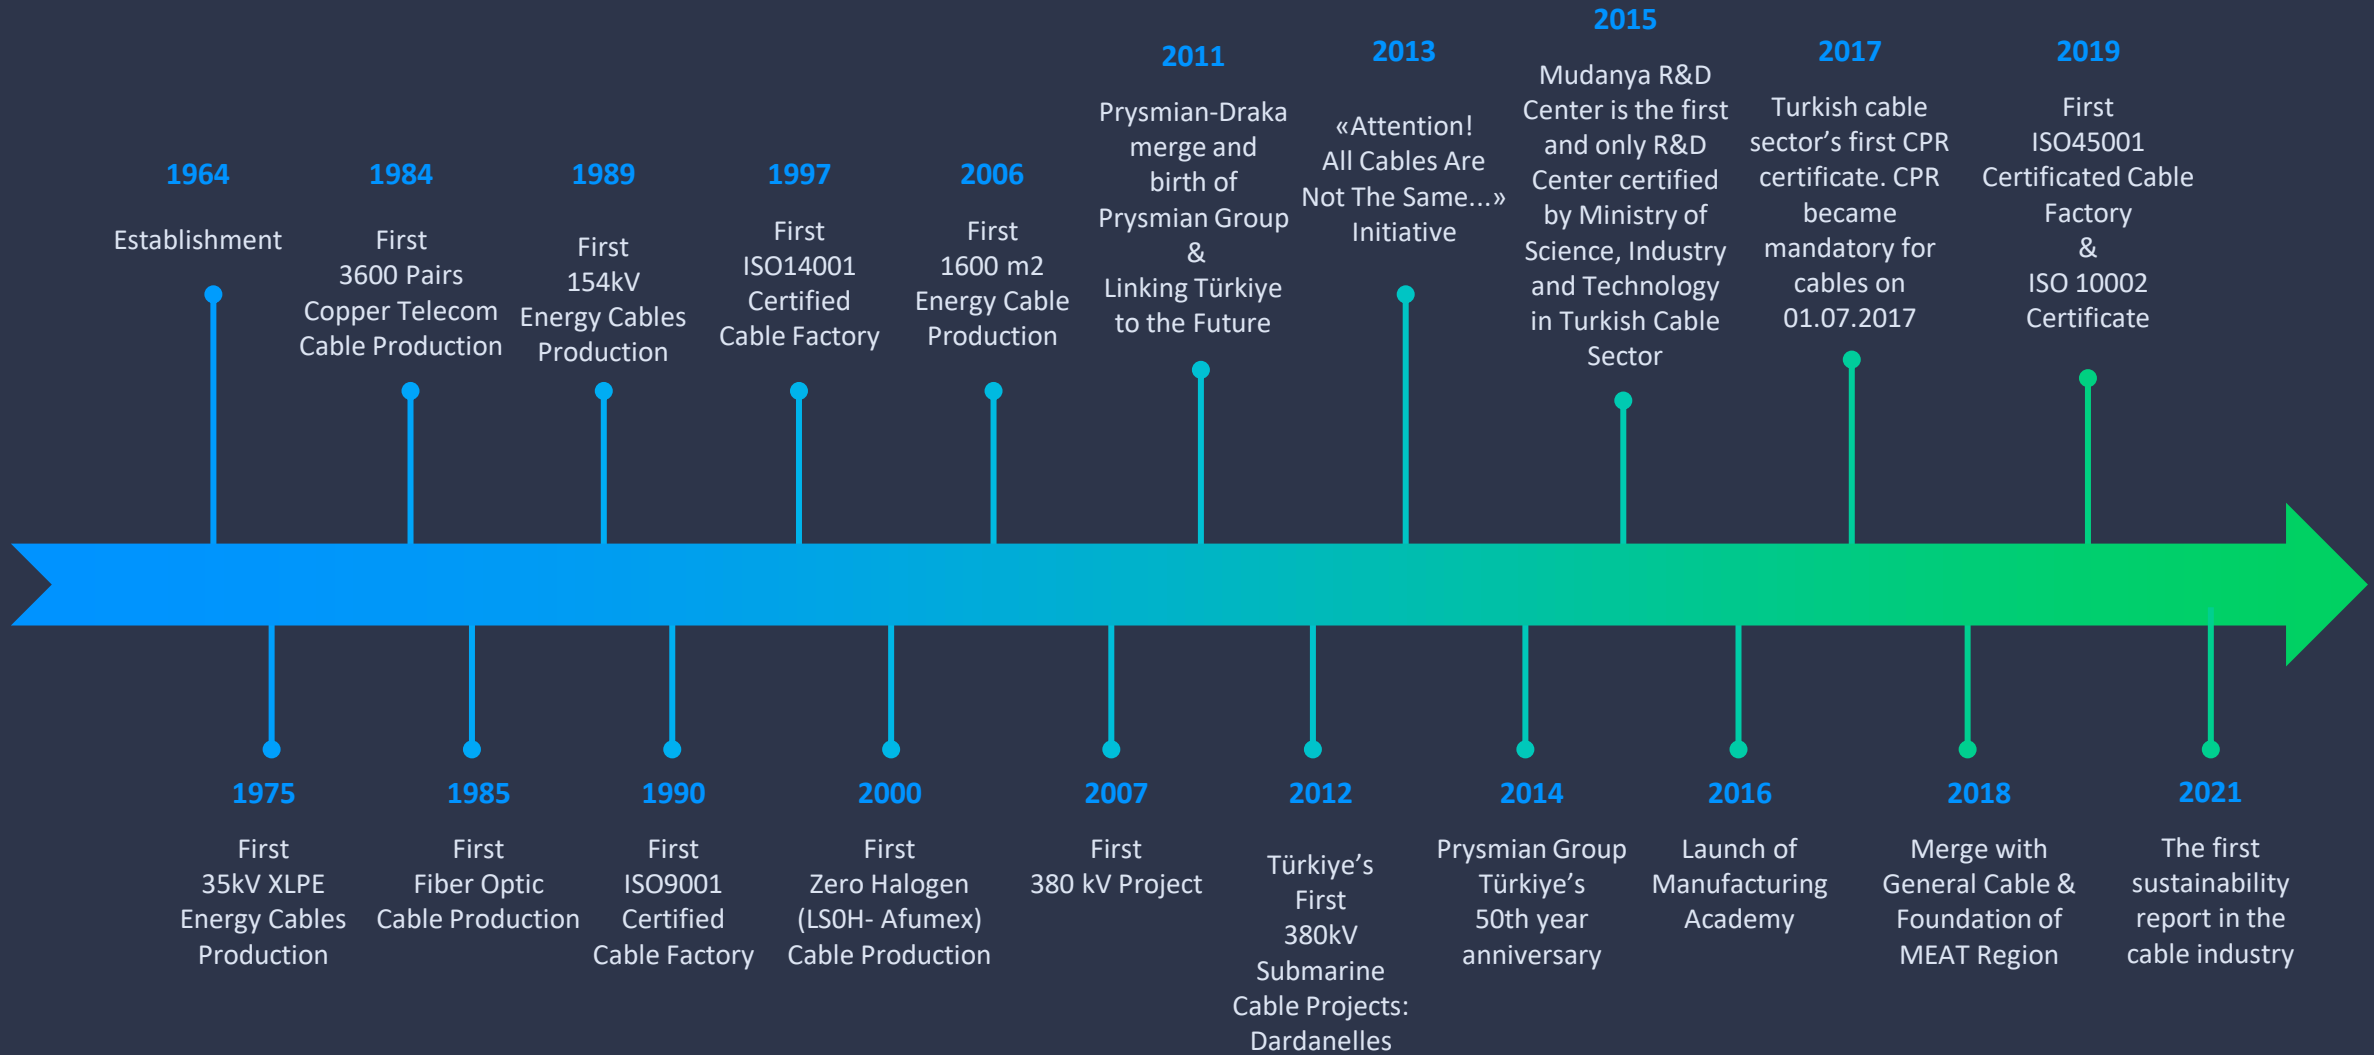 1964
Establishment
1975
First
35kV XLPE
Energy Cables
Production
1984
First
3600 Pairs
Copper Telecom
Cable Production
1985
First
Fiber Optic
Cable Production
1989
First
154kV
Energy Cables
Production
1990
First
ISO9001
Certified
Cable Factory
1997
First
ISO14001
Certified
Cable Factory
2000
First
Zero Halogen
(LS0H- Afumex)
Cable Production
2006
First
1600 m2
Energy Cable
Production
2007
First
380 kV Project
2011
Prysmian-Draka
merge and
birth of
Prysmian Group
&
Linking Türkiye
to the Future
2012
Türkiye’s
First
380kV
Submarine
Cable Projects:
Dardanelles
2013
«Attention!
All Cables Are
Not The Same...»
Initiative
2014
Prysmian Group
Türkiye’s
50th year
anniversary
2015
Mudanya R&D
Center is the first
and only R&D
Center certified
by Ministry of
Science, Industry
and Technology
in Turkish Cable
Sector
2016
Launch of
Manufacturing
Academy
2017
Turkish cable
sector’s first CPR
certificate. CPR
became
mandatory for
cables on
01.07.2017
2018
Merge with
General Cable &
Foundation of
MEAT Region
2019
First
ISO45001
Certificated Cable
Factory
&
ISO 10002
Certificate
2021
The first
sustainability
report in the
cable industry